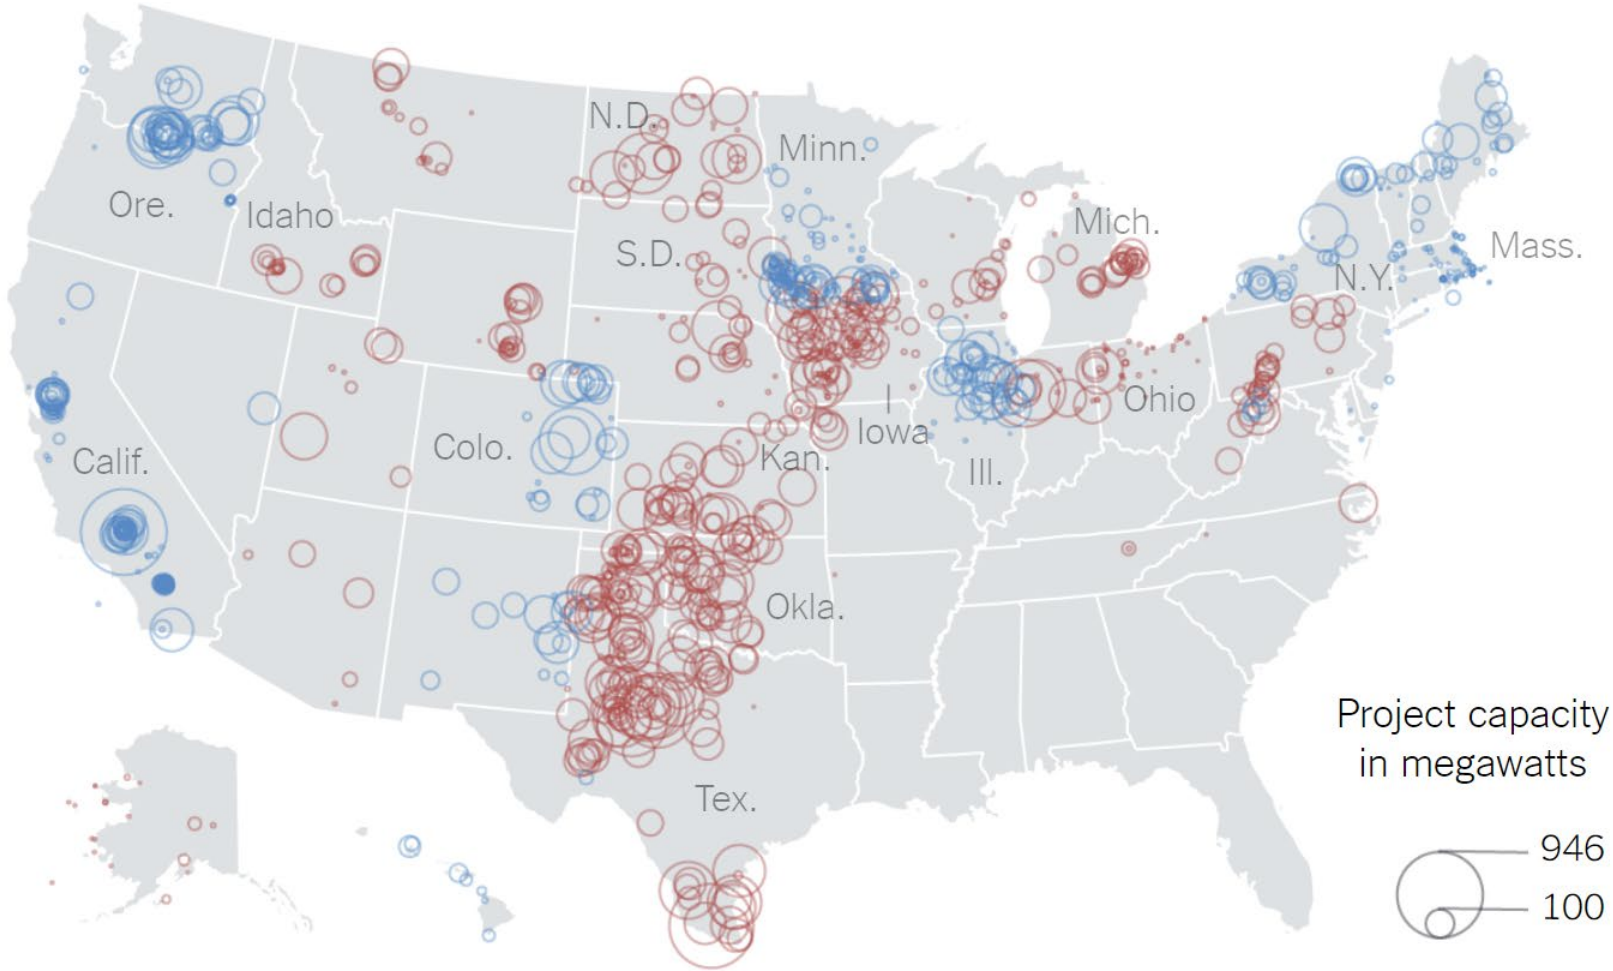 N.D.
Minn.
Ore.
Idaho
Mich.
S.D.
Mass.
N.Y.
Ohio
Iowa
Colo.
Kan.
Calif.
Ill.
Okla.
Tex.
Project capacity
in megawatts
946
100